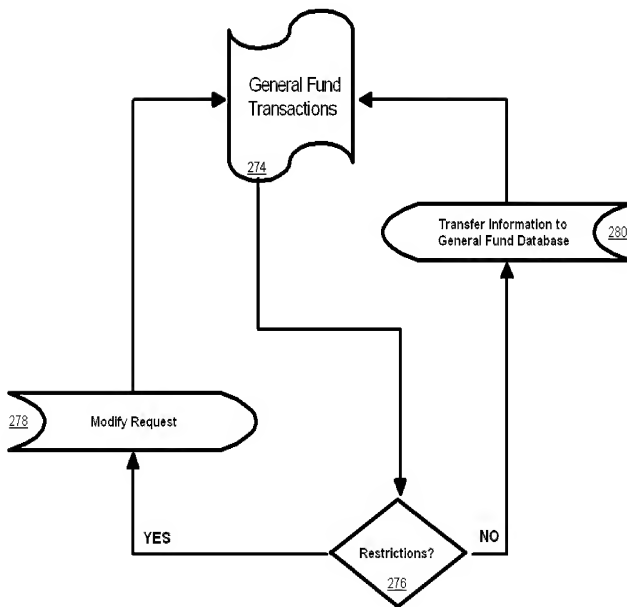 General Fund
Transactions
274
Transfer Information to
General Fund Database
280
278
Modify Request
YES
NO
Restrictions?
276